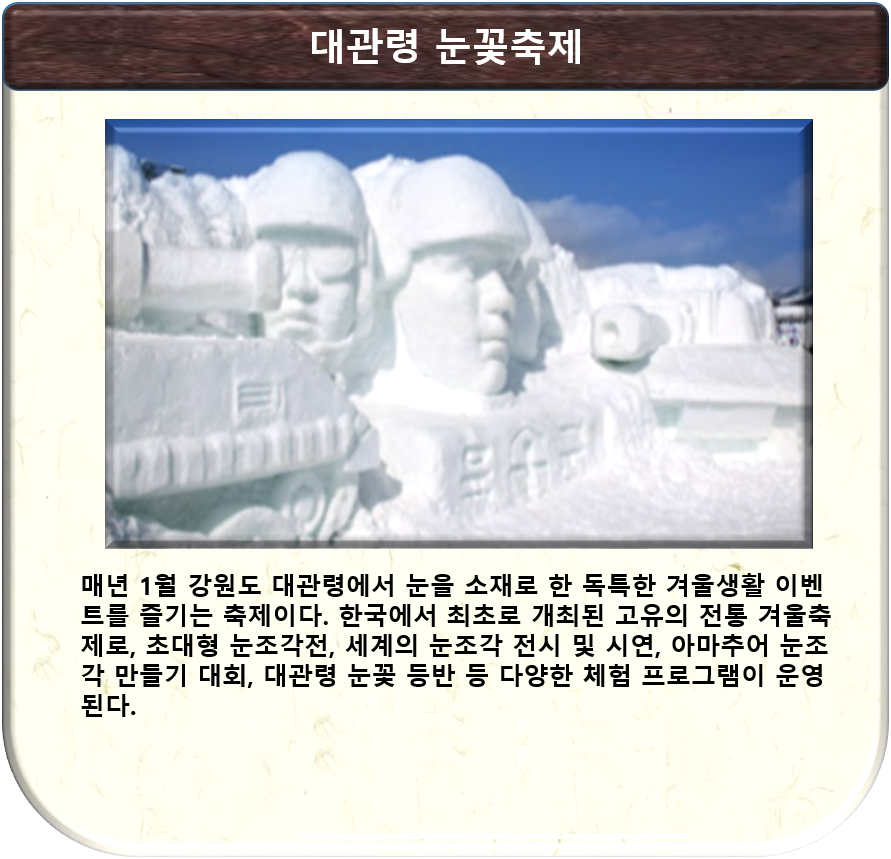 대관령 눈꽃축제
매년 1월 강원도 대관령에서 눈을 소재로 한 독특한 겨울생활 이벤
트를 즐기는 축제이다. 한국에서 최초로 개최된 고유의 전통 겨울축
제로, 초대형 눈조각전, 세계의 눈조각 전시 및 시연, 아마추어 눈조
각 만들기 대회, 대관령 눈꽃 등반 등 다양한 체험 프로그램이 운영
된다.